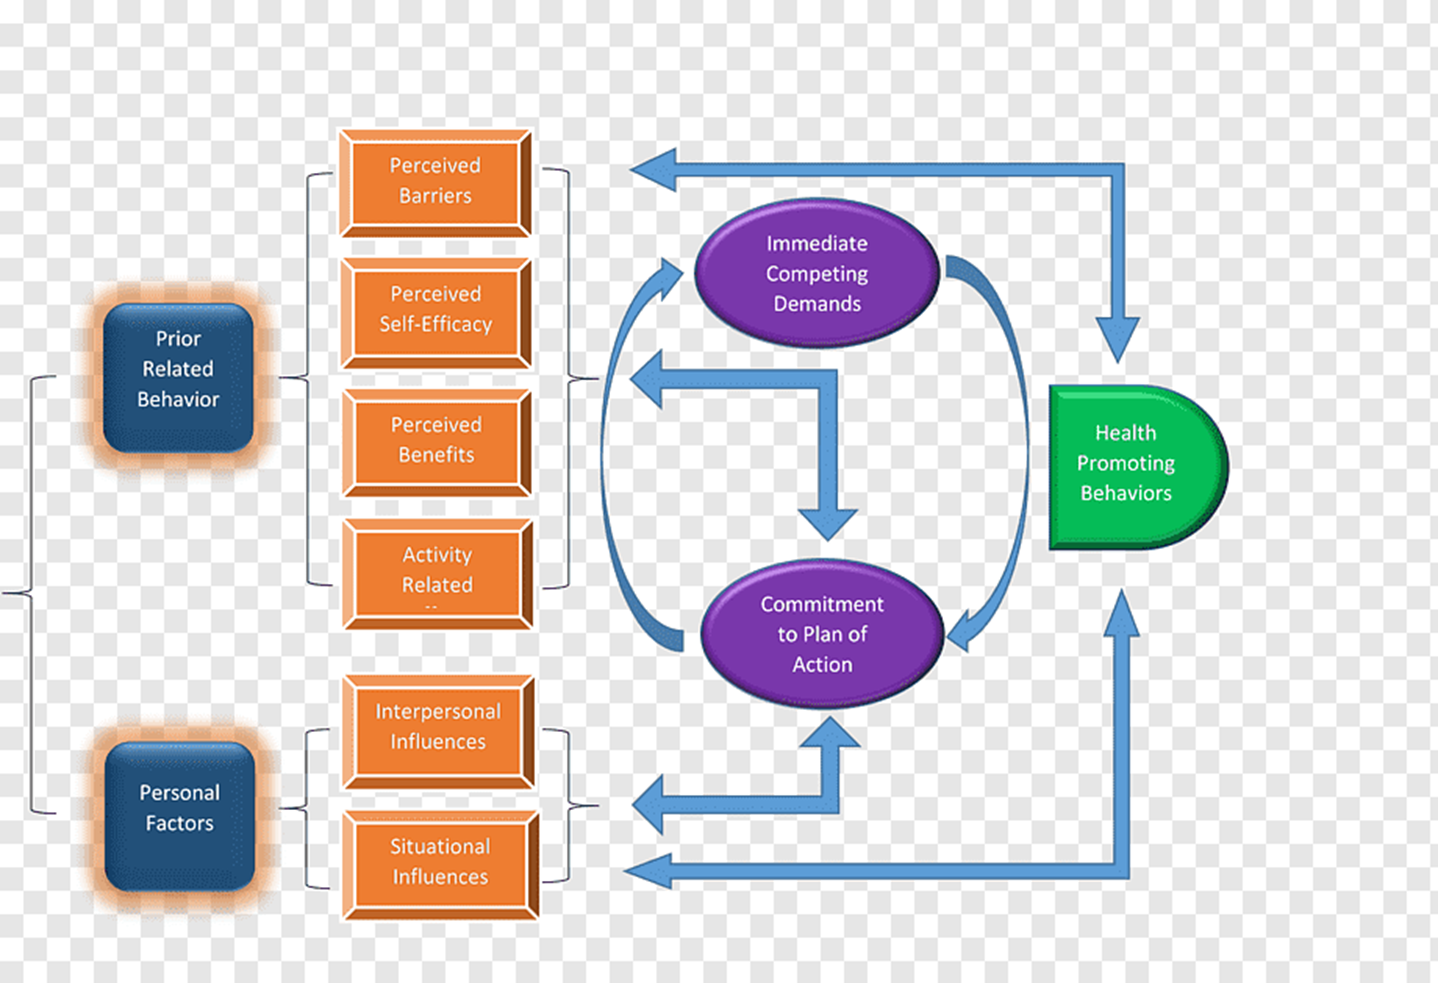 Perceived
Barriers
Perceived
Self-Efficacy
Perceived
Benefits
Activity
Related
Prior
Related
Behavior
Personal
Factors
Interpersonal
Influences
Situational
Influences
Immediate
Competing
Demands
Commitment
to Plan of
Action
Health
Promoting
Behaviors